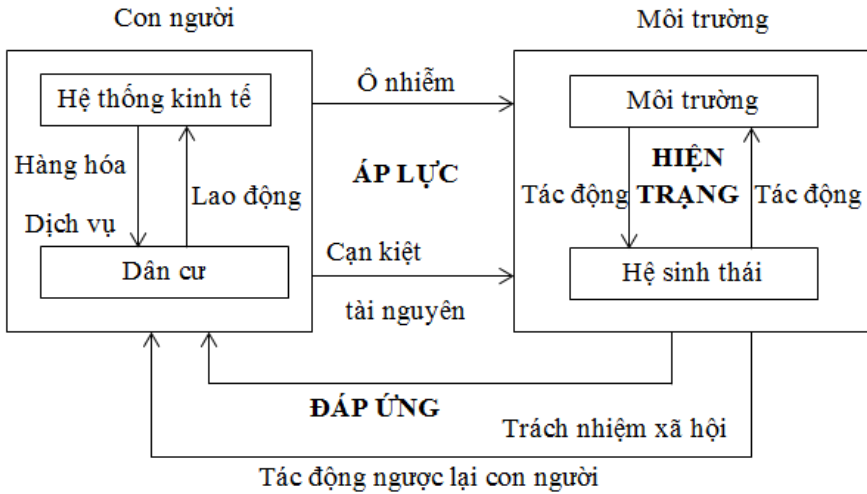 Con người
Môi trường
Hệ thống kinh tế
Ô nhiễm
Môi trường
Hàng hóa
ÁP LỰC
HIỆN
Lao động
Tác động
TRẠNG
Tác động
Dịch vụ
Dân cư
Cạn kiệt
Hệ sinh thái
tài nguyên
ĐÁP ỨNG
Trách nhiệm xã hội
Tác động ngược lại con người